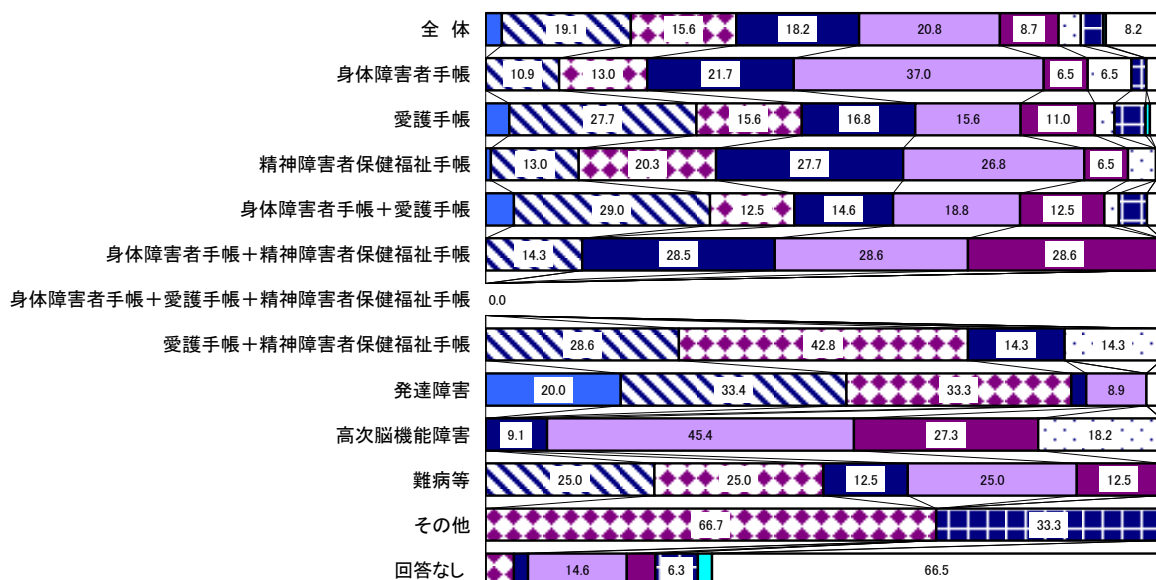 全 体 19.1 15.6 18.2 20.8 8.7 8.2
身体障害者手帳 10.9 13.0 21.7 37.0 6.5 6.5
愛護手帳 27.7 15.6 16.8 15.6 11.0
精神障害者保健福祉手帳 13.0 20.3 27.7 26.8 6.5
身体障害者手帳＋愛護手帳 29.0 12.5 14.6 18.8 12.5
身体障害者手帳＋精神障害者保健福祉手帳 14.3 28.5 28.6 28.6
身体障害者手帳＋愛護手帳＋精神障害者保健福祉手帳 0.0
愛護手帳＋精神障害者保健福祉手帳 28.6 42.8 14.3 14.3
発達障害 20.0 33.4 33.3 8.9
高次脳機能障害 9.1 45.4 27.3 18.2
難病等 25.0 25.0 12.5 25.0 12.5
その他 66.7 33.3
回答なし 14.6 6.3 66.5